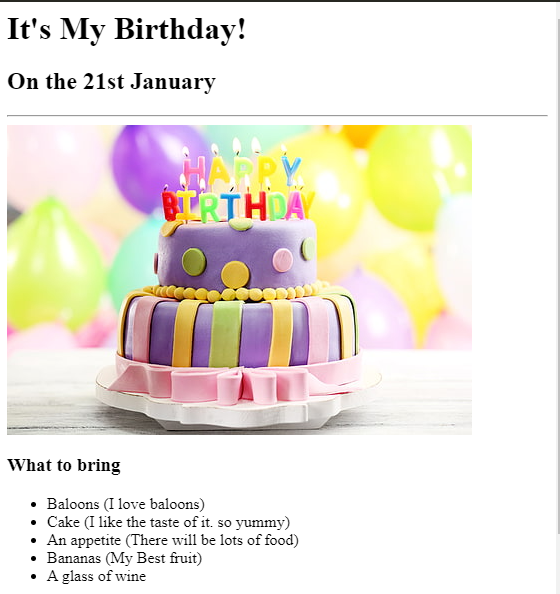 It's My Birthday!
On the 21st January
HAPPY
BIRTHDAY
What to bring
Baloons (I love baloons)
Cake (I like the taste of it. so yummy)
An appetite (There will be lots of food)
Bananas (My Best fruit)
A glass of wine